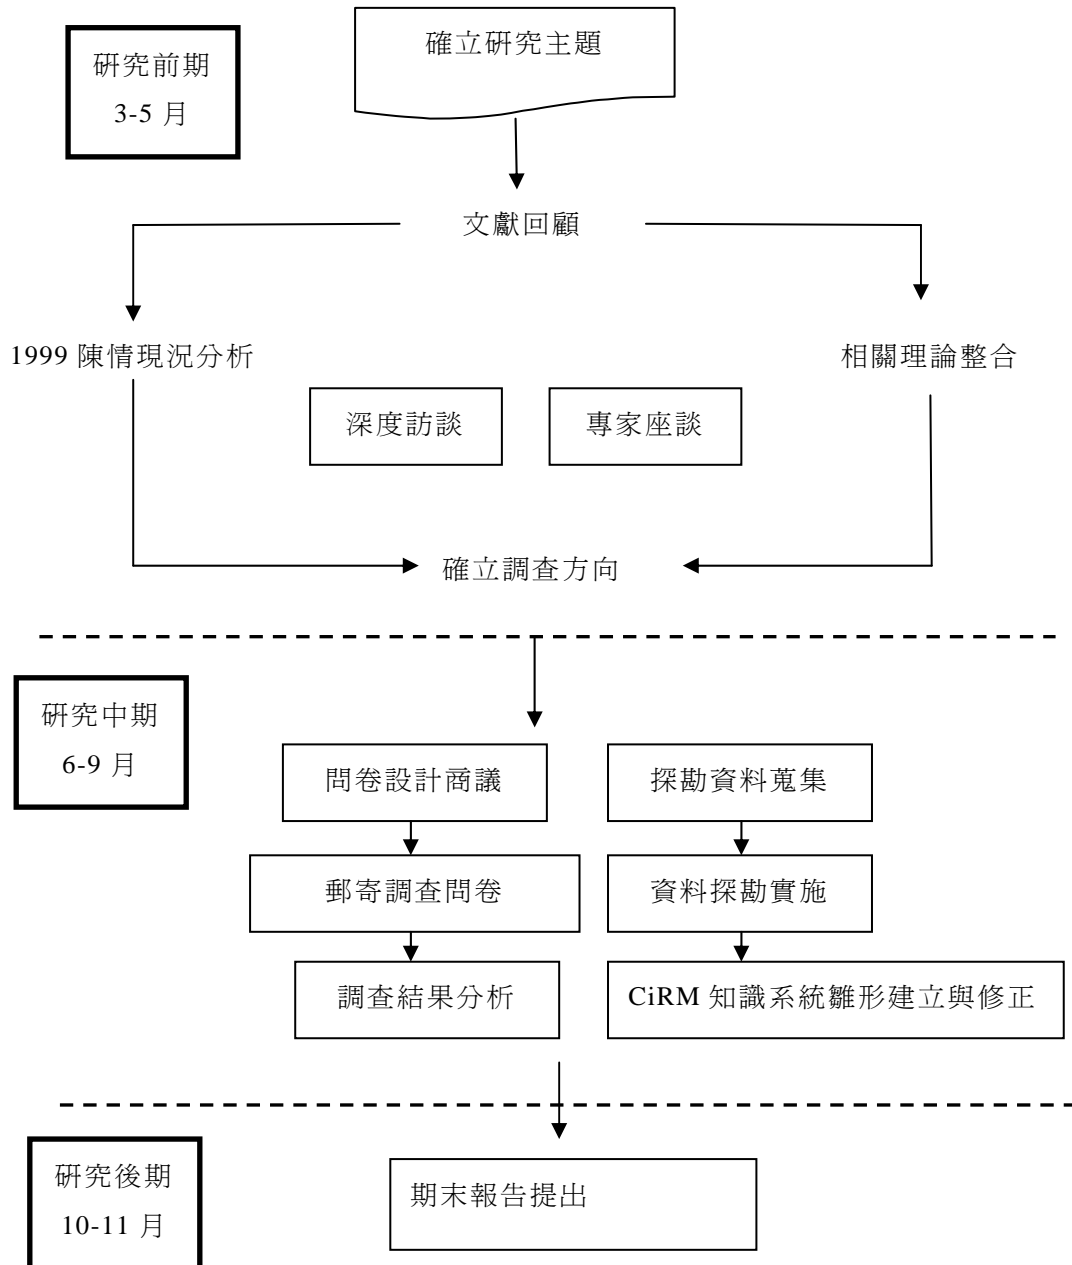 確立研究主題
研究前期
3-5 月
文獻回顧
1999 陳情現況分析
相關理論整合
深度訪談
專家座談
確立調查方向
研究中期
6-9 月
問卷設計商議
探勘資料蒐集
郵寄調查問卷
資料探勘實施
調查結果分析
CiRM 知識系統雛形建立與修正
研究後期
10-11 月
期末報告提出